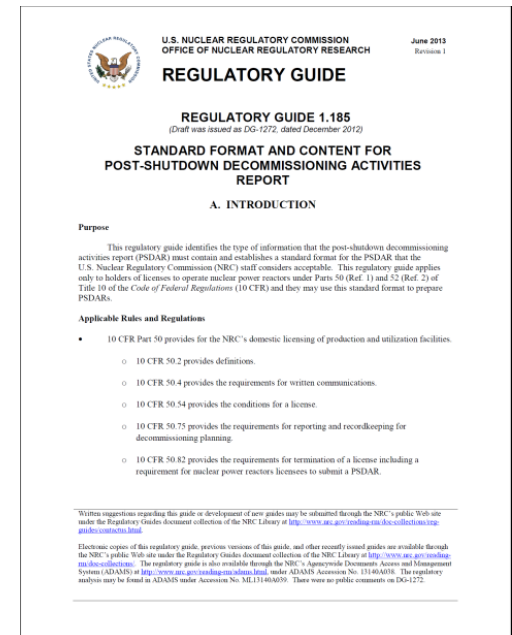 U.S. NUCLEAR REGULATORY COMMISSION
June 2013
OFFICE OF NUCLEAR REGULATORY RESEARCH
Revision 1
REGULATORY GUIDE
REGULATORY GUIDE 1.185
(Draft was issued as DG-1272, dated December 2012)
STANDARD FORMAT AND CONTENT FOR
POST-SHUTDOWN DECOMMISSIONING ACTIVITIES
REPORT
A. INTRODUCTION
Purpose
This regulatory guide identifies the type of information that the post-shutdown decommissioning
activities report (PSDAR) must contain and establishes a standard format for the PSDAR that the
U.S. Nuclear Regulatory Commission (NRC) staff considers acceptable. This regulatory guide applies
only to holders of licenses to operate nuclear power reactors under Parts 50 (Ref. 1) and 52 (Ref. 2) of
Title 10 of the Code of Federal Regulations (10 CFR) and they may use this standard format to prepare
PSDARs.
Applicable Rules and Regulations
• 10 CFR Part 50 provides for the NRC's domestic licensing of production and utilization facilities.
o 10 CFR 50.2 provides definitions.
o 10 CFR 50.4 provides the requirements for written communications.
o 10 CFR 50.54 provides the conditions for a license.
o 10 CFR 50.75 provides the requirements for reporting and recordkeeping for
decommissioning planning.
o 10 CFR 50.82 provides the requirements for termination of a license including a
requirement for nuclear power reactors licensees to submit a PSDAR.
Written suggestions regarding this guide or development of new guides may be submitted through the NRC's public Web site
under the Regulatory Guides document collection of the NRC Library at http://www.nrc.gov/reading-rm/doc-collections/reg-
guides/contactus.html.
Electronic copies of this regulatory guide, previous versions of this guide, and other recently issued guides are available through
the NRC's public Web site under the Regulatory Guides document collection of the NRC Library at http://www.nrc.gov/reading-
rm/doc-collections/. The regulatory guide is also available through the NRC's Agencywide Documents Access and Management
System (ADAMS) at http://www.nrc.gov/reading-rm/adams.html, under ADAMS Accession No. 13140A038. The regulatory
analysis may be found in ADAMS under Accession No. ML13140A039. There were no public comments on DG-1272.